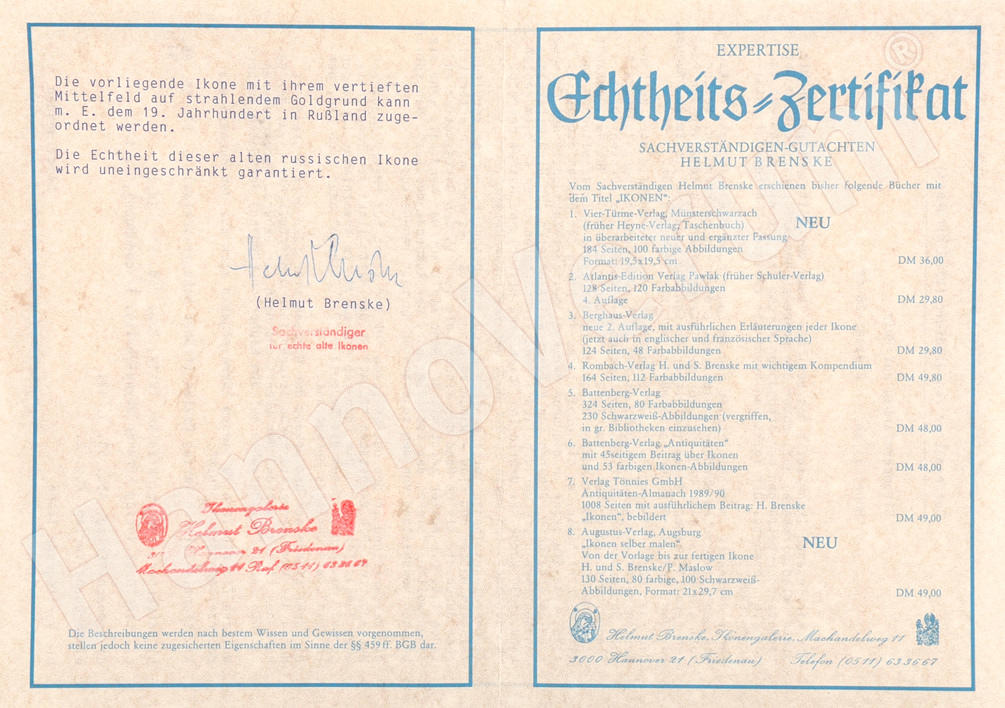 Die vorliegende Ikone mit ihrem vertieften
Mittelfeld auf strahlendem Goldgrund kann
m. E. dem 19. Jahrhundert in Rußland zuge-
ordnet werden.
Die Echtheit dieser alten russischen Ikone
wird uneingeschränkt garantiert.
(Helmut Brenske)
Sachverständiger
für echte alte Ikonen
Ikonengalerie
Helmut Brenske
Hannover 21 (Friedenau)
Machandelweg 11 Ruf (0511) 633667
Die Beschreibungen werden nach bestem Wissen und Gewissen vorgenommen,
stellen jedoch keine zugesicherten Eigenschaften im Sinne der §§ 459 ff. BGB dar.
EXPERTISE
Echtheits-Zertifikat
SACHVERSTÄNDIGEN-GUTACHTEN
HELMUT BRENSKE
Vom Sachverständigen Helmut Brenske erschienen bisher folgende Bücher mit
dem Titel „IKONEN":
1. Vier-Türme-Verlag, Münsterschwarzach NEU
(früher Heyne-Verlag, Taschenbuch)
in überarbeiteter neuer und ergänzter Fassung
184 Seiten, 100 farbige Abbildungen
Format: 19,5x19,5 cm DM 36,00
2. Atlantis-Edition Verlag Pawlak (früher Schuler-Verlag)
128 Seiten, 120 Farbabbildungen
4. Auflage DM 29,80
3. Berghaus-Verlag
neue 2. Auflage, mit ausführlichen Erläuterungen jeder Ikone
(jetzt auch in englischer und französischer Sprache)
124 Seiten, 48 Farbabbildungen DM 29,80
4. Rombach-Verlag H. und S. Brenske mit wichtigem Kompendium
164 Seiten, 112 Farbabbildungen DM 49,80
5. Battenberg-Verlag
324 Seiten, 80 Farbabbildungen
230 Schwarzweiß-Abbildungen (vergriffen,
in gr. Bibliotheken einzusehen) DM 48,00
6. Battenberg-Verlag „Antiquitäten"
mit 45seitigem Beitrag über Ikonen
und 53 farbigen Ikonen-Abbildungen DM 48,00
7. Verlag Tönnies GmbH
Antiquitäten-Almanach 1989/90
1008 Seiten mit ausführlichem Beitrag: H. Brenske
„Ikonen", bebildert DM 49,00
8. Augustus-Verlag, Augsburg NEU
„Ikonen selber malen"
Von der Vorlage bis zur fertigen Ikone
H. und S. Brenske/F. Maslow
130 Seiten, 80 farbige, 100 Schwarzweiß-
Abbildungen, Format: 21x29,7 cm DM 49,00
Helmut Brenske, Ikonengalerie, Machandelweg 11
3000 Hannover 21 (Friedenau) Telefon (0511) 633667
HannoVerum®